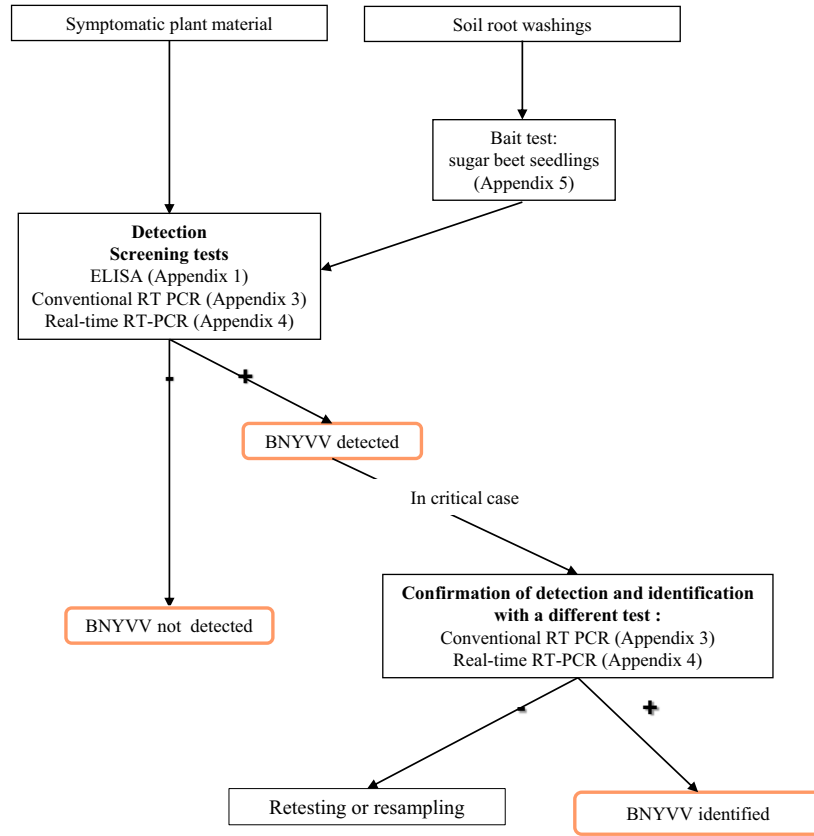 Symptomatic plant material
Soil root washings
Bait test:
sugar beet seedlings
(Appendix 5)
Detection
Screening tests
ELISA (Appendix 1)
Conventional RT PCR (Appendix 3)
Real-time RT-PCR (Appendix 4)
-
+
BNYVV detected
In critical case
Confirmation of detection and identification
with a different test :
Conventional RT PCR (Appendix 3)
Real-time RT-PCR (Appendix 4)
BNYVV not detected
-
+
Retesting or resampling
BNYVV identified